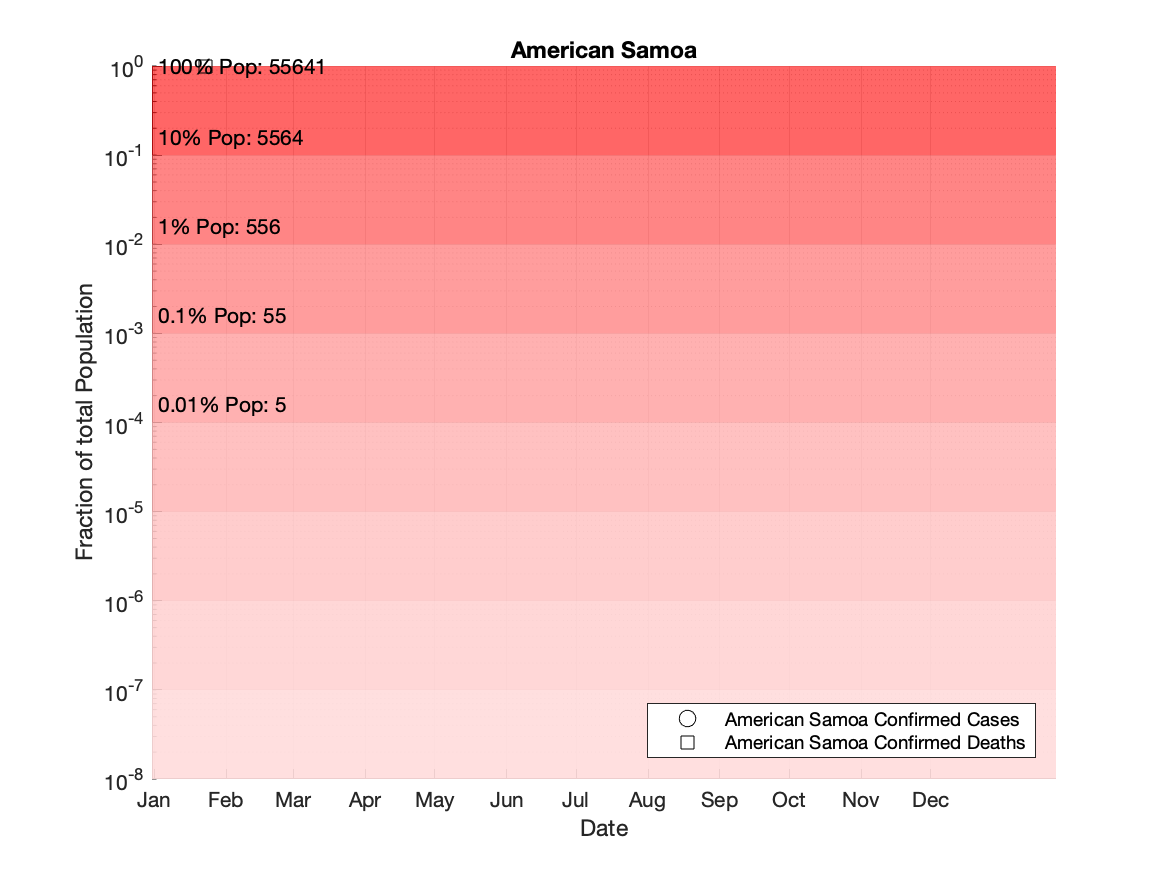 American Samoa
10^0
100% Pop: 55641
10% Pop: 5564
10^-1
1% Pop: 556
10^-2
0.1% Pop: 55
10^-3
0.01% Pop: 5
10^-4
10^-5
10^-6
10^-7
10^-8
Fraction of total Population
American Samoa Confirmed Cases
American Samoa Confirmed Deaths
Jan Feb Mar Apr May Jun Jul Aug Sep Oct Nov Dec
Date